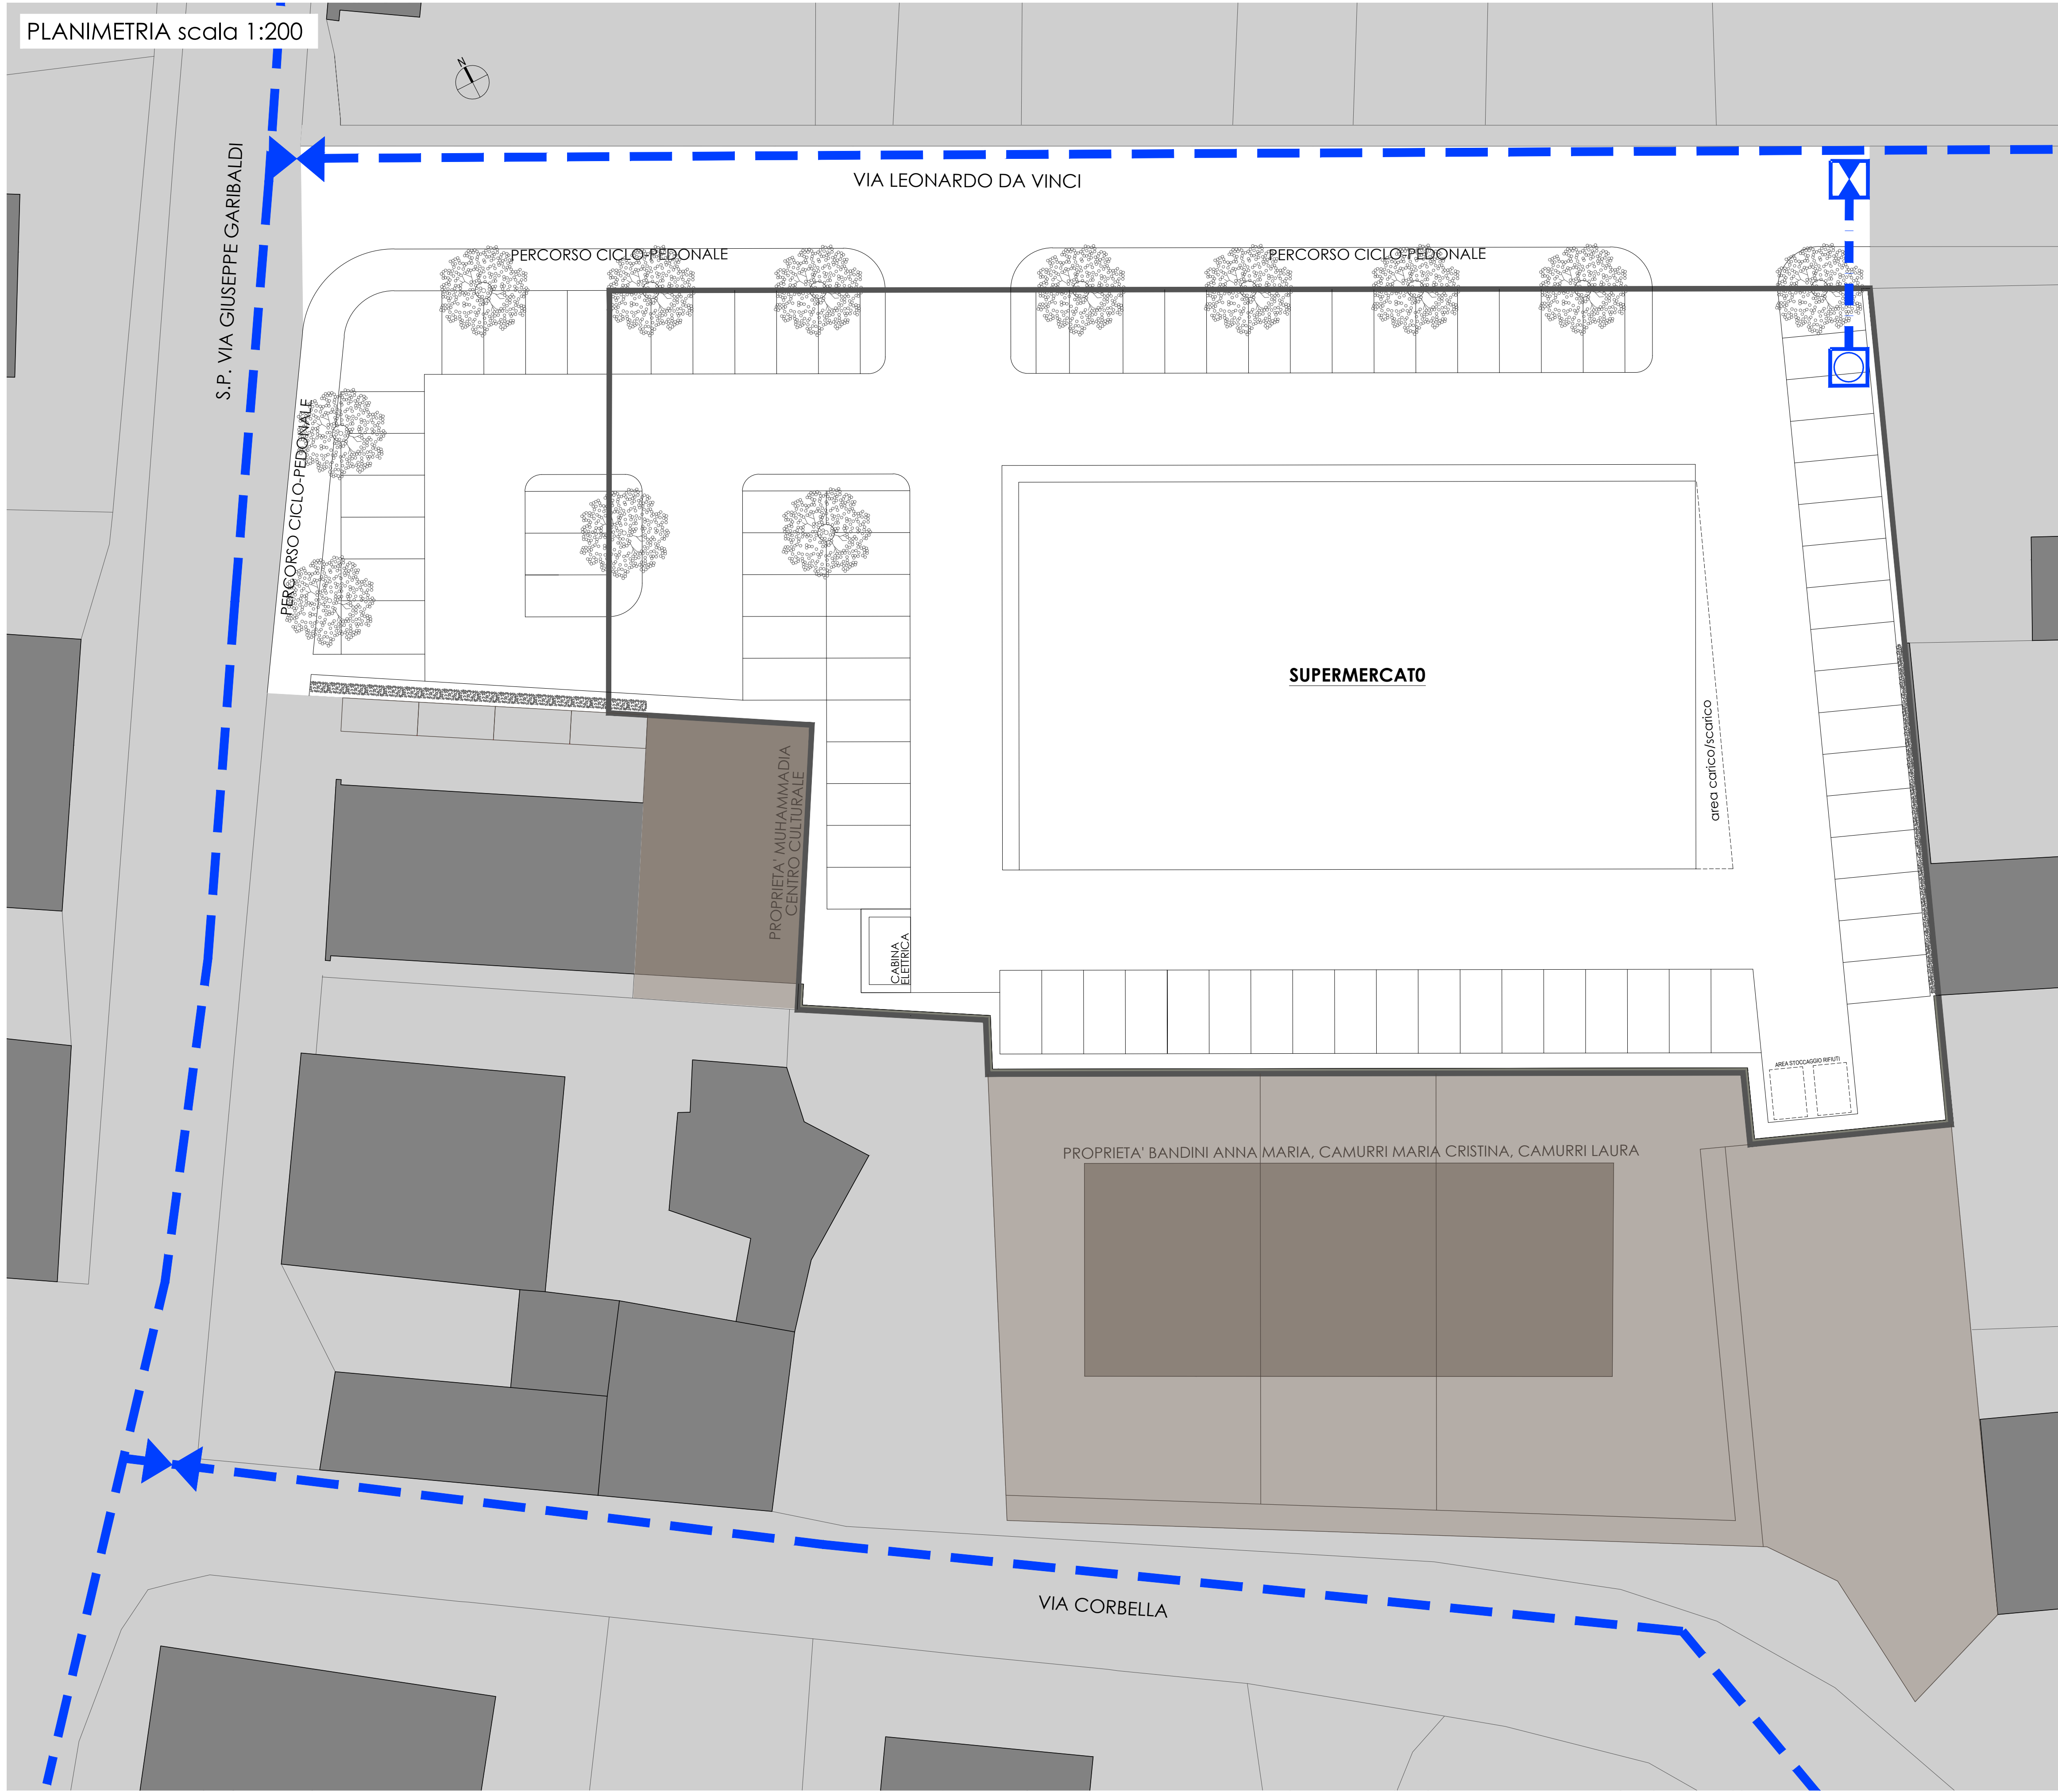 PLANIMETRIA scala 1:200
N
S.P. VIA GIUSEPPE GARIBALDI
VIA LEONARDO DA VINCI
PERCORSO CICLO-PEDONALE
PERCORSO CICLO-PEDONALE
PERCORSO CICLO-PEDONALE
SUPERMERCATO
area carico/scarico
PROPRIETA' MUHAMMADIA
CENTRO CULTURALE
CABINA
ELETTRICA
AREA STOCCAGGIO RIFIUTI
PROPRIETA' BANDINI ANNA MARIA, CAMURRI MARIA CRISTINA, CAMURRI LAURA
VIA CORBELLA